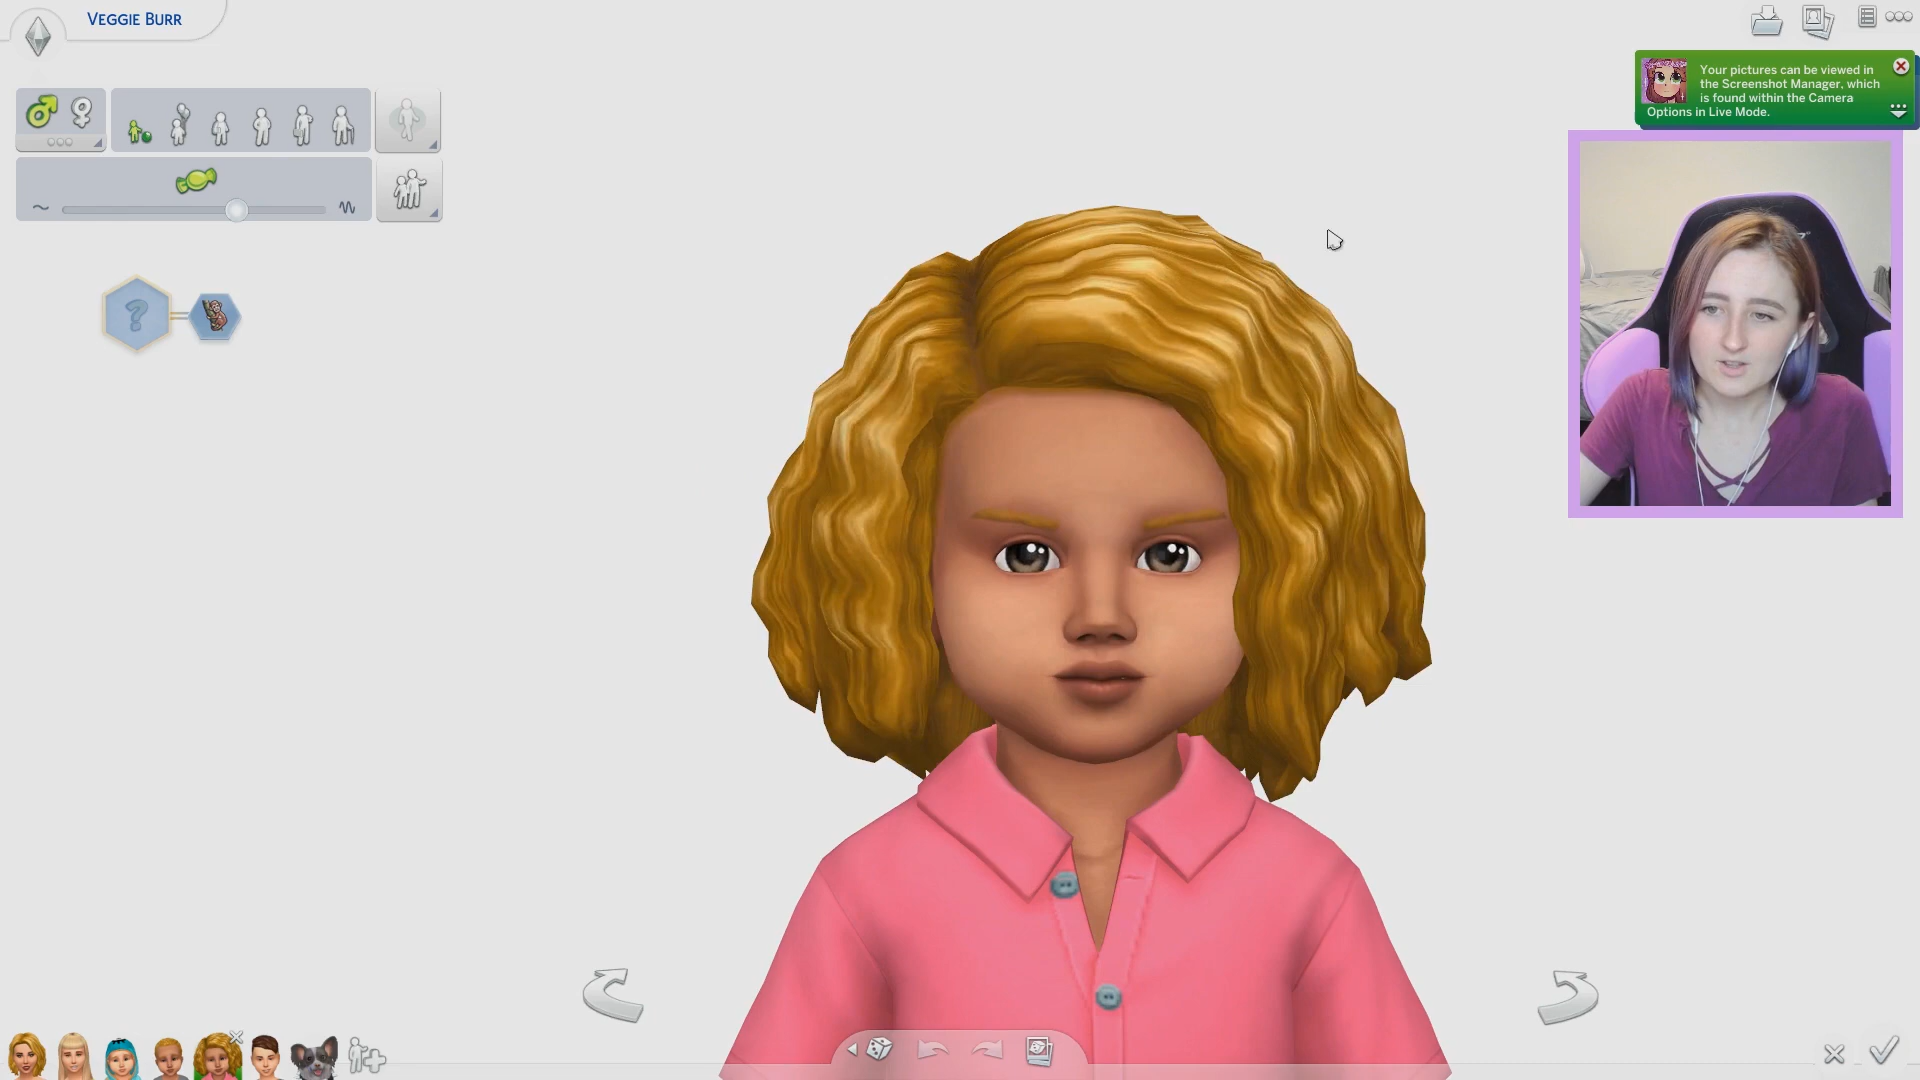 Veggie Burr
Your pictures can be viewed in
the Screenshot Manager, which
is found within the Camera
Options in Live Mode.